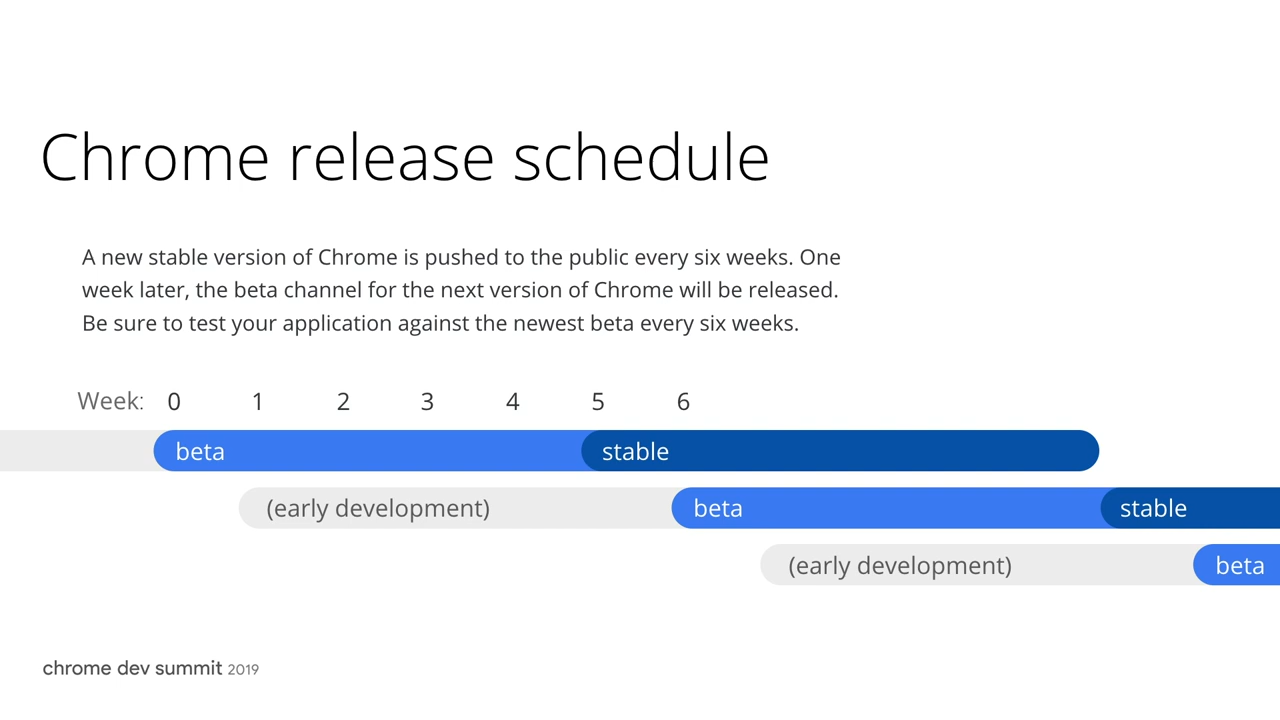 Chrome release schedule
A new stable version of Chrome is pushed to the public every six weeks. One
week later, the beta channel for the next version of Chrome will be released.
Be sure to test your application against the newest beta every six weeks.
Week: 0 1 2 3 4 5 6
beta stable
(early development) beta stable
(early development) beta
chrome dev summit 2019